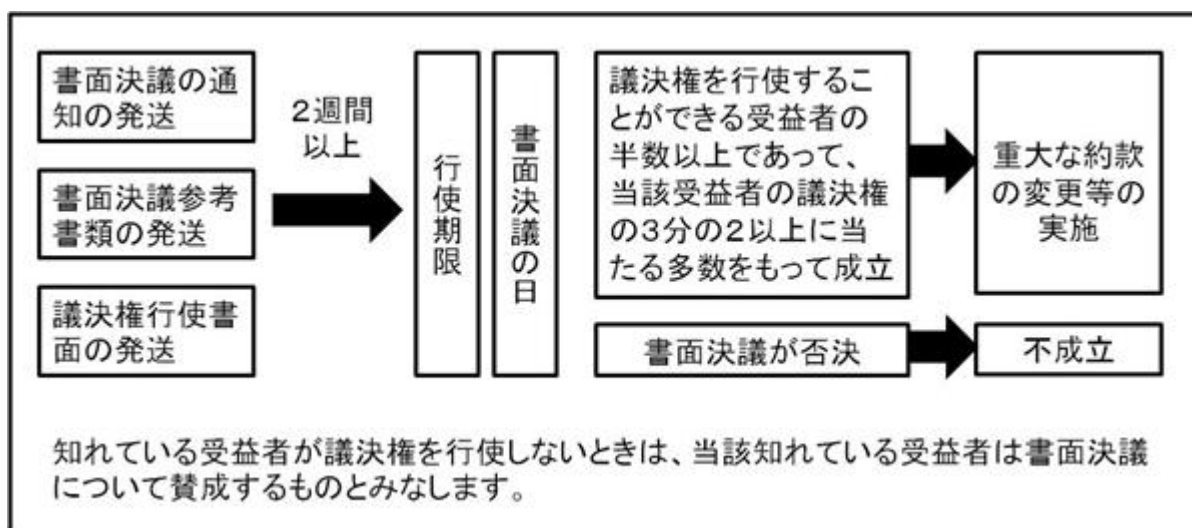 書面決議の通
知の発送
書面決議参考
書類の発送
議決権行使書
面の発送
2週間
以上
行使期限
書面決議の日
議決権を行使するこ
とができる受益者の
半数以上であって、
当該受益者の議決権
の3分の2以上に当
たる多数をもって成立
重大な約款
の変更等の
実施
書面決議が否決
不成立
知れている受益者が議決権を行使しないときは、当該知れている受益者は書面決議
について賛成するものとみなします。